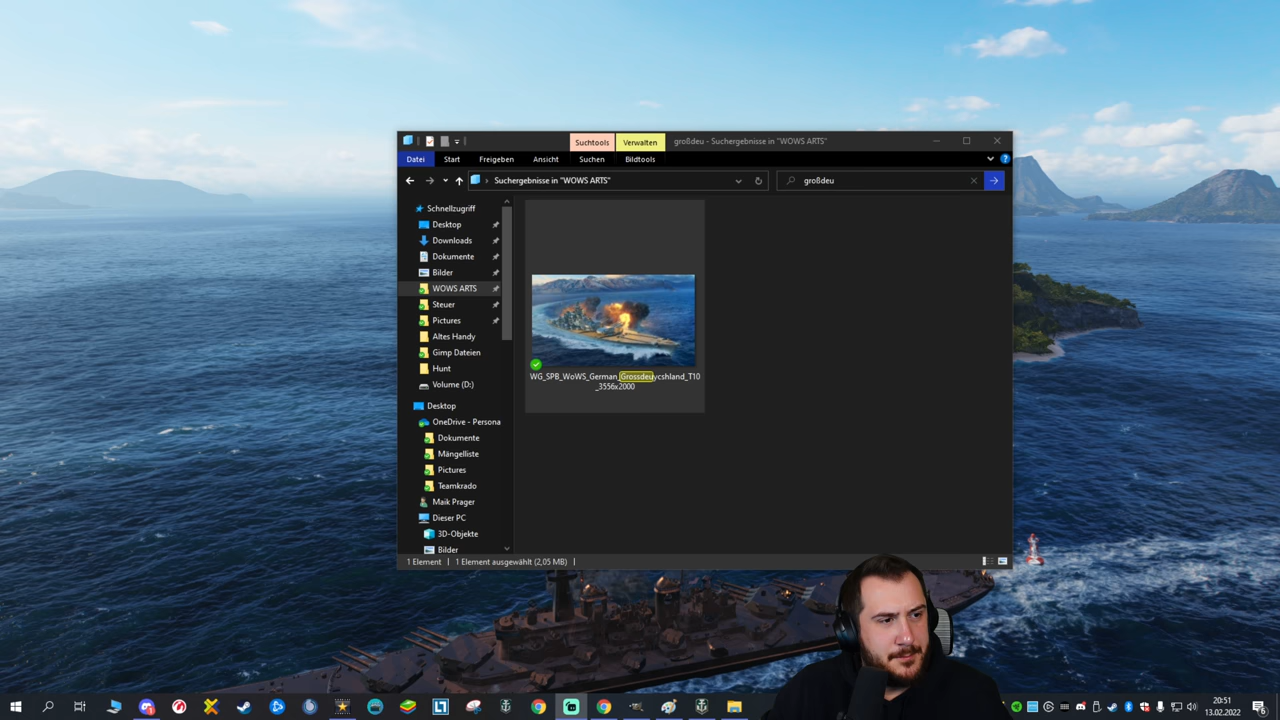 Suchtools
Verwalten
großdeu - Suchergebnisse in "WOWS ARTS"
Datei
Start
Freigeben
Ansicht
Suchen
Bildtools
Suchergebnisse in "WOWS ARTS"
großdeu
Schnellzugriff
Desktop
Downloads
Dokumente
Bilder
WOWS ARTS
Steuer
Pictures
Altes Handy
Gimp Dateien
Hunt
Volume (D:)
Desktop
OneDrive - Persona
Dokumente
Mängelliste
Pictures
Teamkrado
Maik Prager
Dieser PC
3D-Objekte
Bilder
WG_SPB_WoWS_German_Grossdeuycshland_T10
_3556x2000
1 Element
1 Element ausgewählt (2,05 MB)
20:51
13.02.2022
6